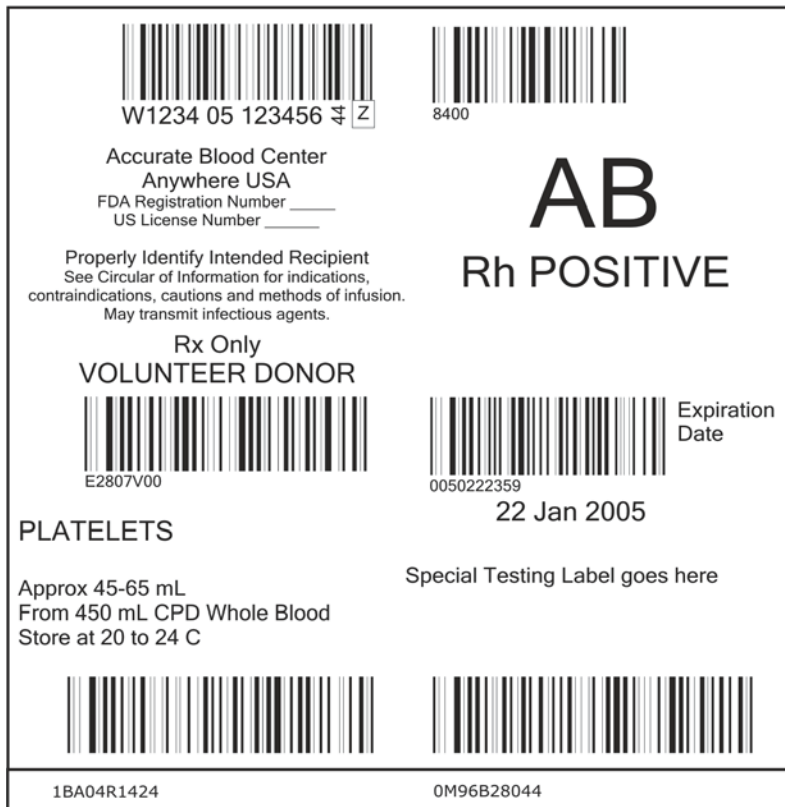 W1234 05 123456 44 Z
8400
Accurate Blood Center
Anywhere USA
FDA Registration Number _____
US License Number ______
AB
Rh POSITIVE
Properly Identify Intended Recipient
See Circular of Information for indications,
contraindications, cautions and methods of infusion.
May transmit infectious agents.
Rx Only
VOLUNTEER DONOR
E2807V00
Expiration
Date
0050222359
22 Jan 2005
PLATELETS
Approx 45-65 mL
From 450 mL CPD Whole Blood
Store at 20 to 24 C
Special Testing Label goes here
1BA04R1424
0M96B28044